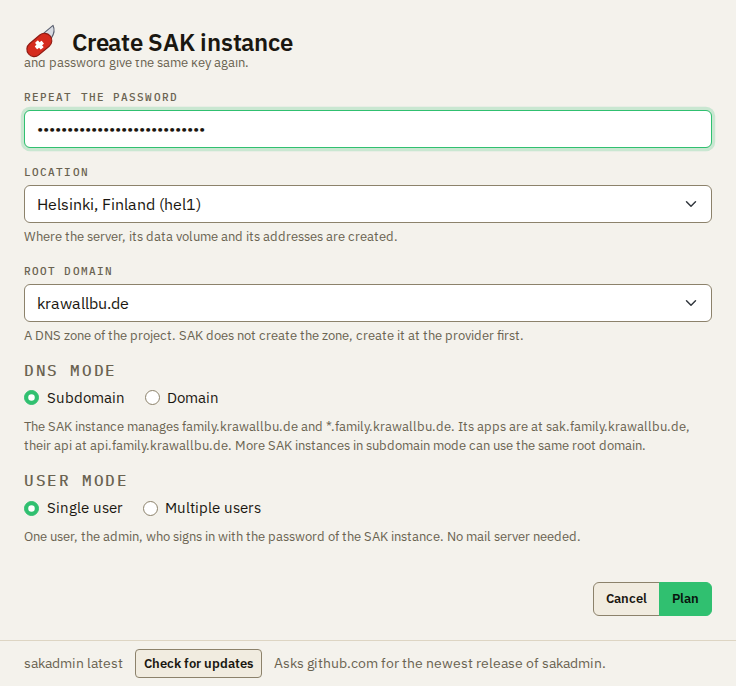 Create SAK instance
and password give the same key again.
REPEAT THE PASSWORD
••••••••••••••••••••••••••••
LOCATION
Helsinki, Finland (hel1)
Where the server, its data volume and its addresses are created.
ROOT DOMAIN
krawallbu.de
A DNS zone of the project. SAK does not create the zone, create it at the provider first.
DNS MODE
Subdomain Domain
The SAK instance manages family.krawallbu.de and *.family.krawallbu.de. Its apps are at sak.family.krawallbu.de,
their api at api.family.krawallbu.de. More SAK instances in subdomain mode can use the same root domain.
USER MODE
Single user Multiple users
One user, the admin, who signs in with the password of the SAK instance. No mail server needed.
Cancel Plan
sakadmin latest Check for updates Asks github.com for the newest release of sakadmin.